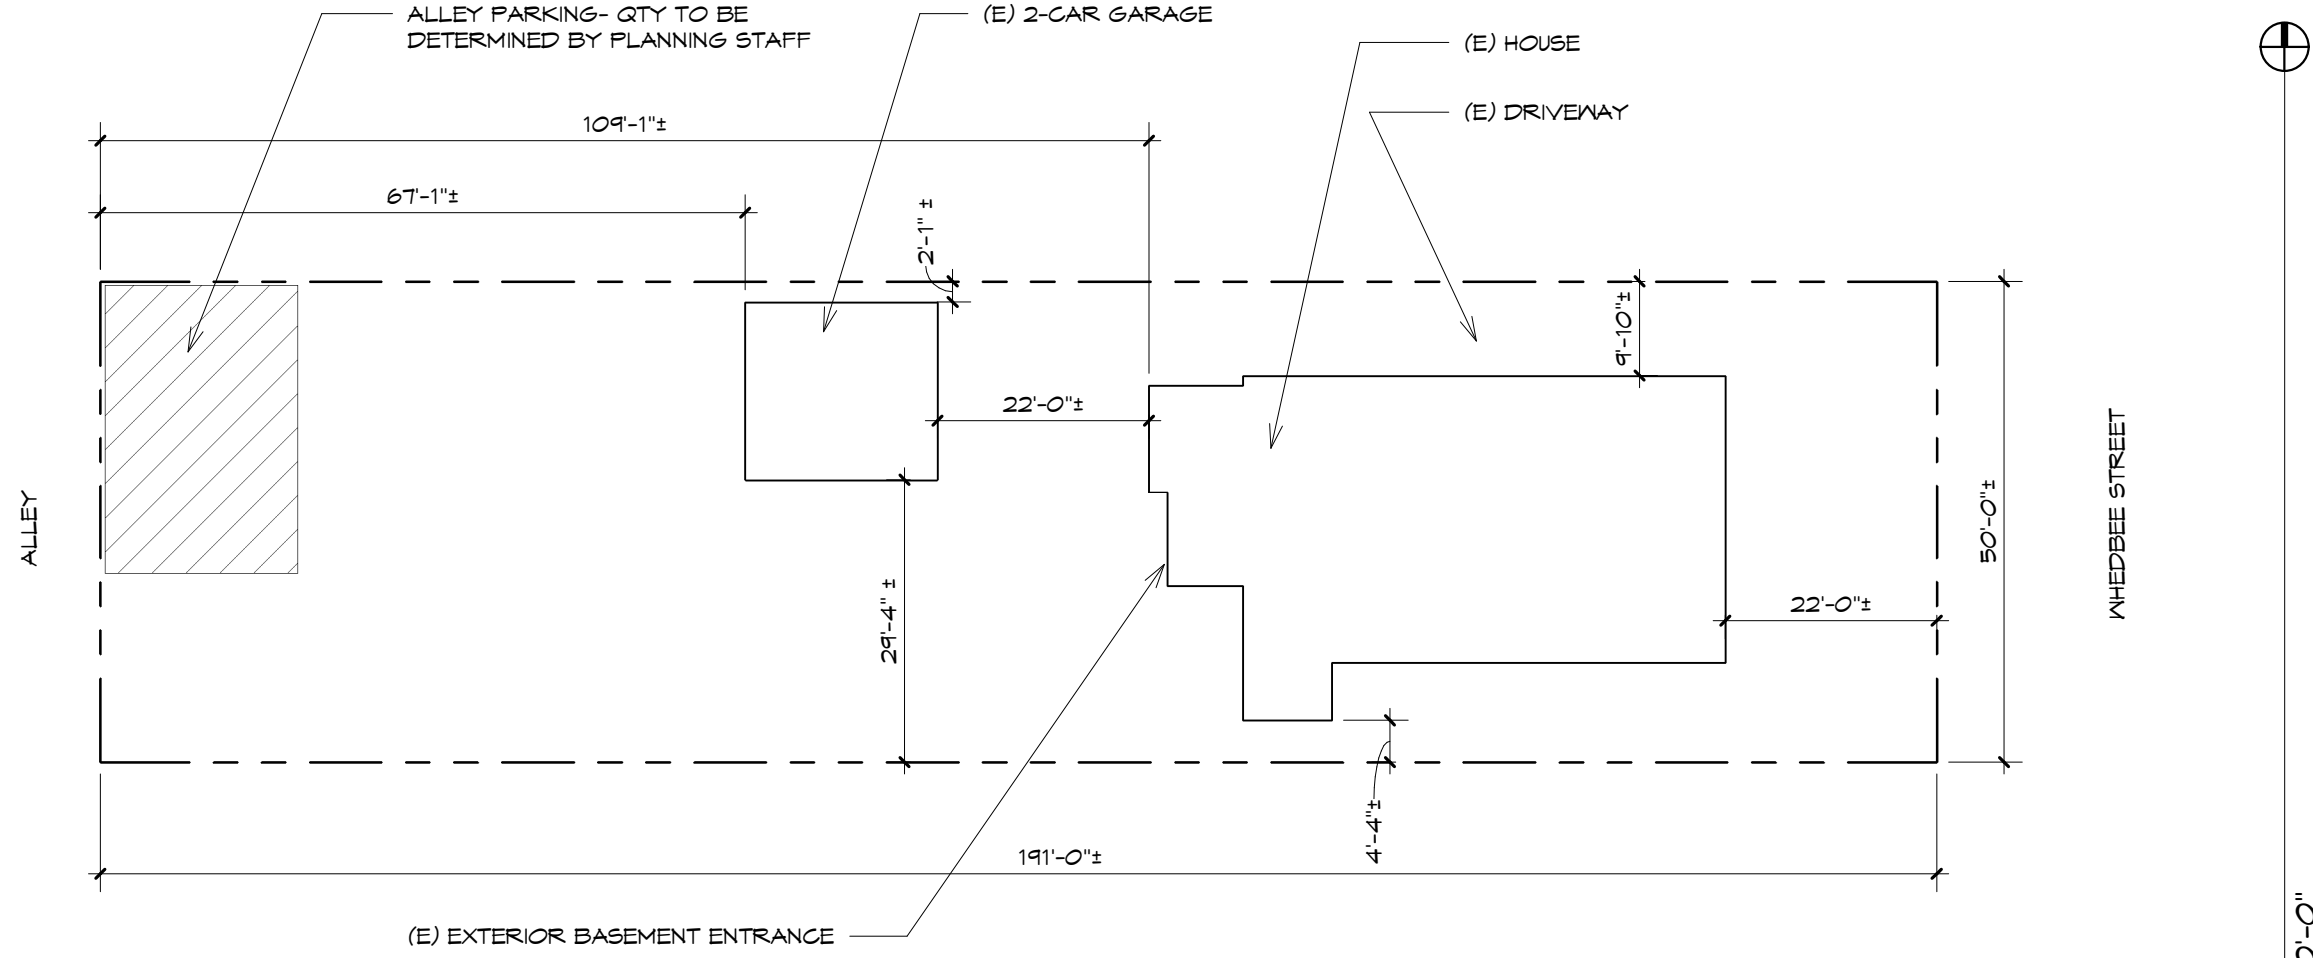 ALLEY PARKING- QTY TO BE
DETERMINED BY PLANNING STAFF
(E) 2-CAR GARAGE
(E) HOUSE
(E) DRIVEWAY
109'-1"±
67'-1"±
2'-1" ±
9'-10"±
22'-0"±
ALLEY
29'-4" ±
22'-0"±
50'-0"±
WHEDBEE STREET
4'-4"±
191'-0"±
(E) EXTERIOR BASEMENT ENTRANCE